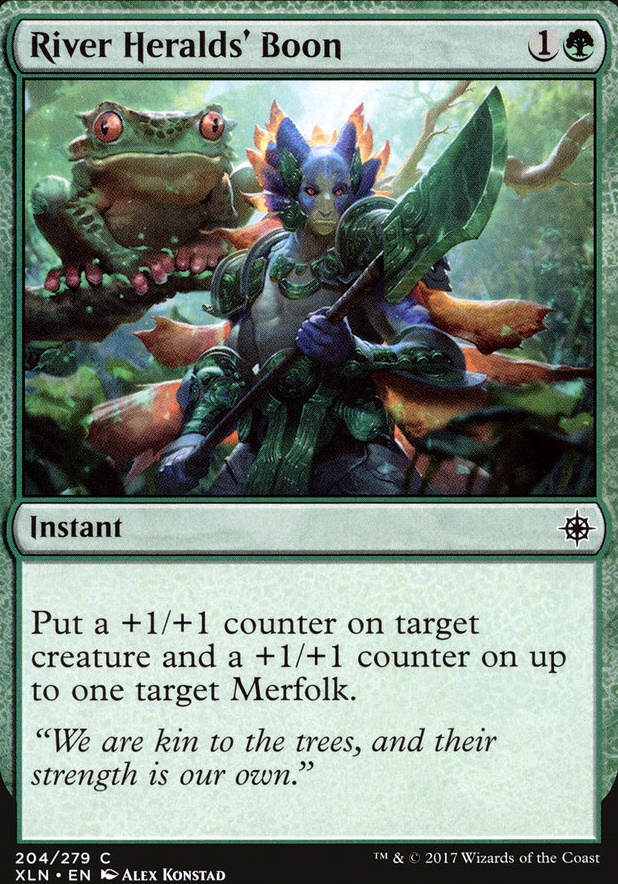 River Heralds' Boon 1
Instant
Put a +1/+1 counter on target
creature and a +1/+1 counter on up
to one target Merfolk.
“We are kin to the trees, and their
strength is our own.”
204/279 C
XLN • EN Alex Konstad
™ & © 2017 Wizards of the Coast